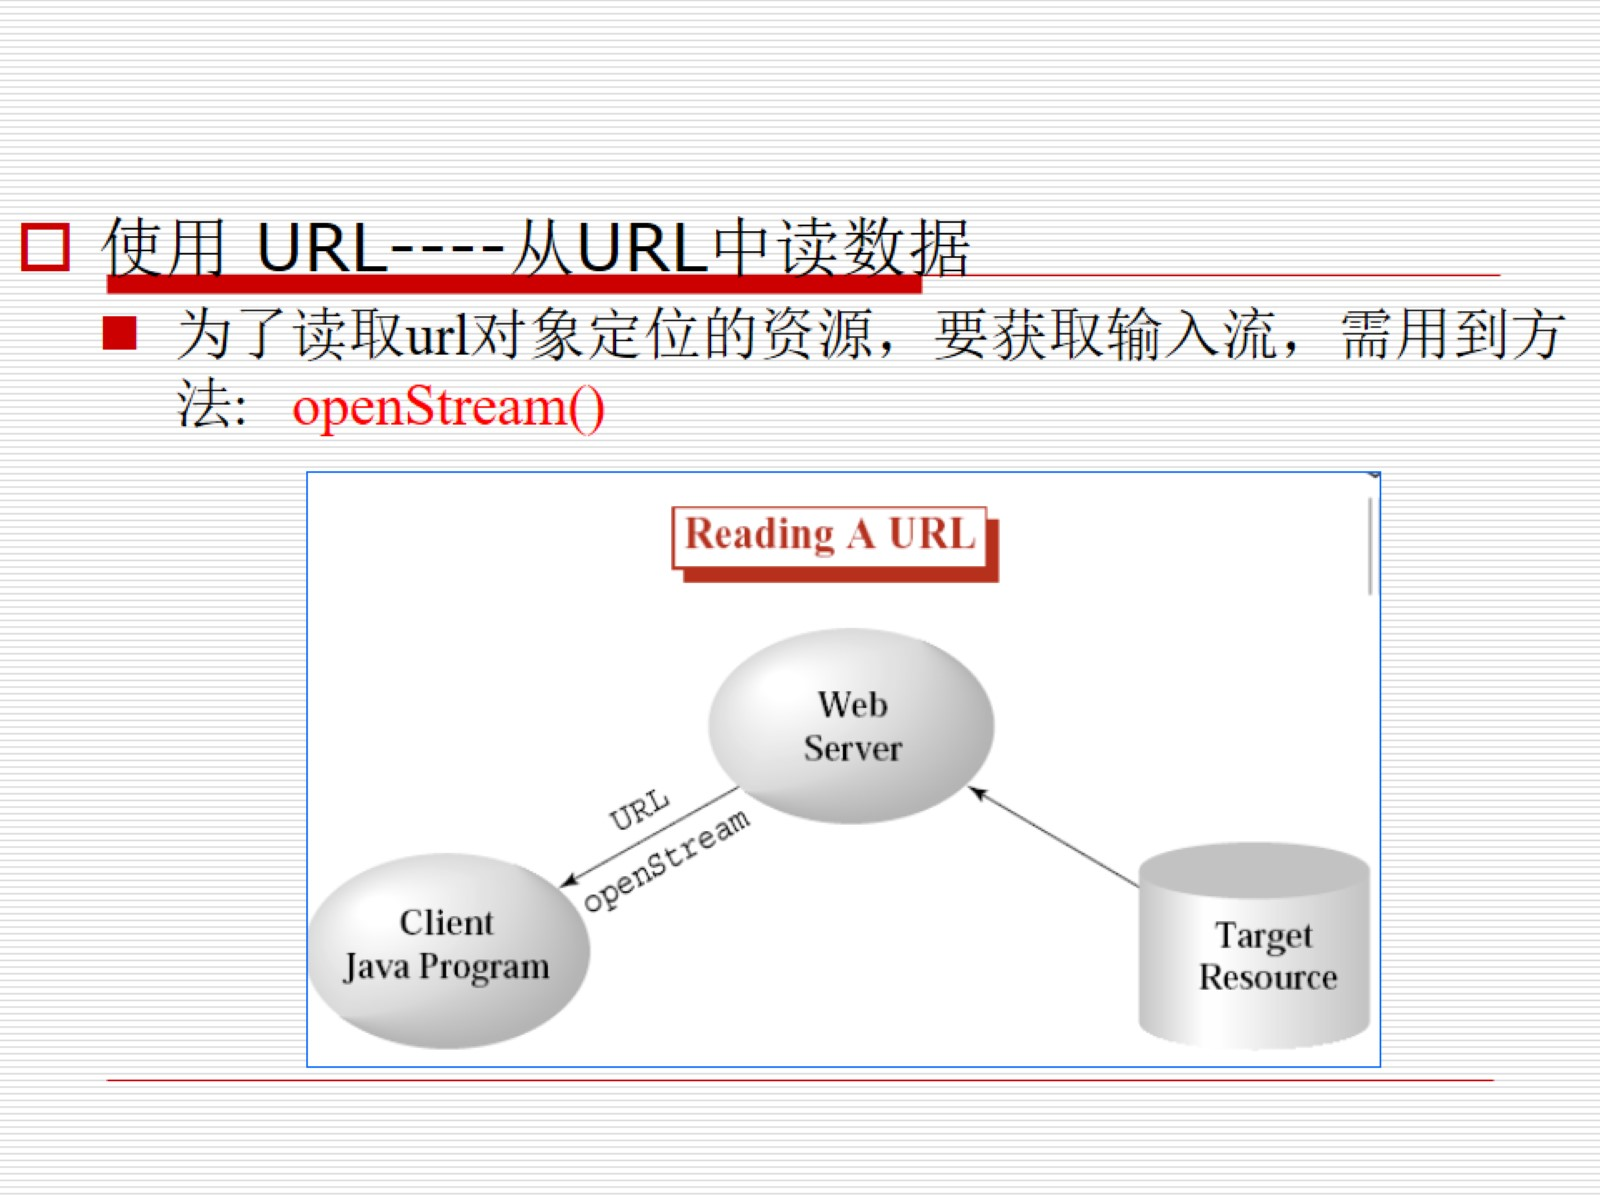 使用 URL----从URL中读数据
为了读取url对象定位的资源，要获取输入流，需用到方
法： openStream()
Reading A URL
Web
Server
URL
openStream
Client
Java Program
Target
Resource